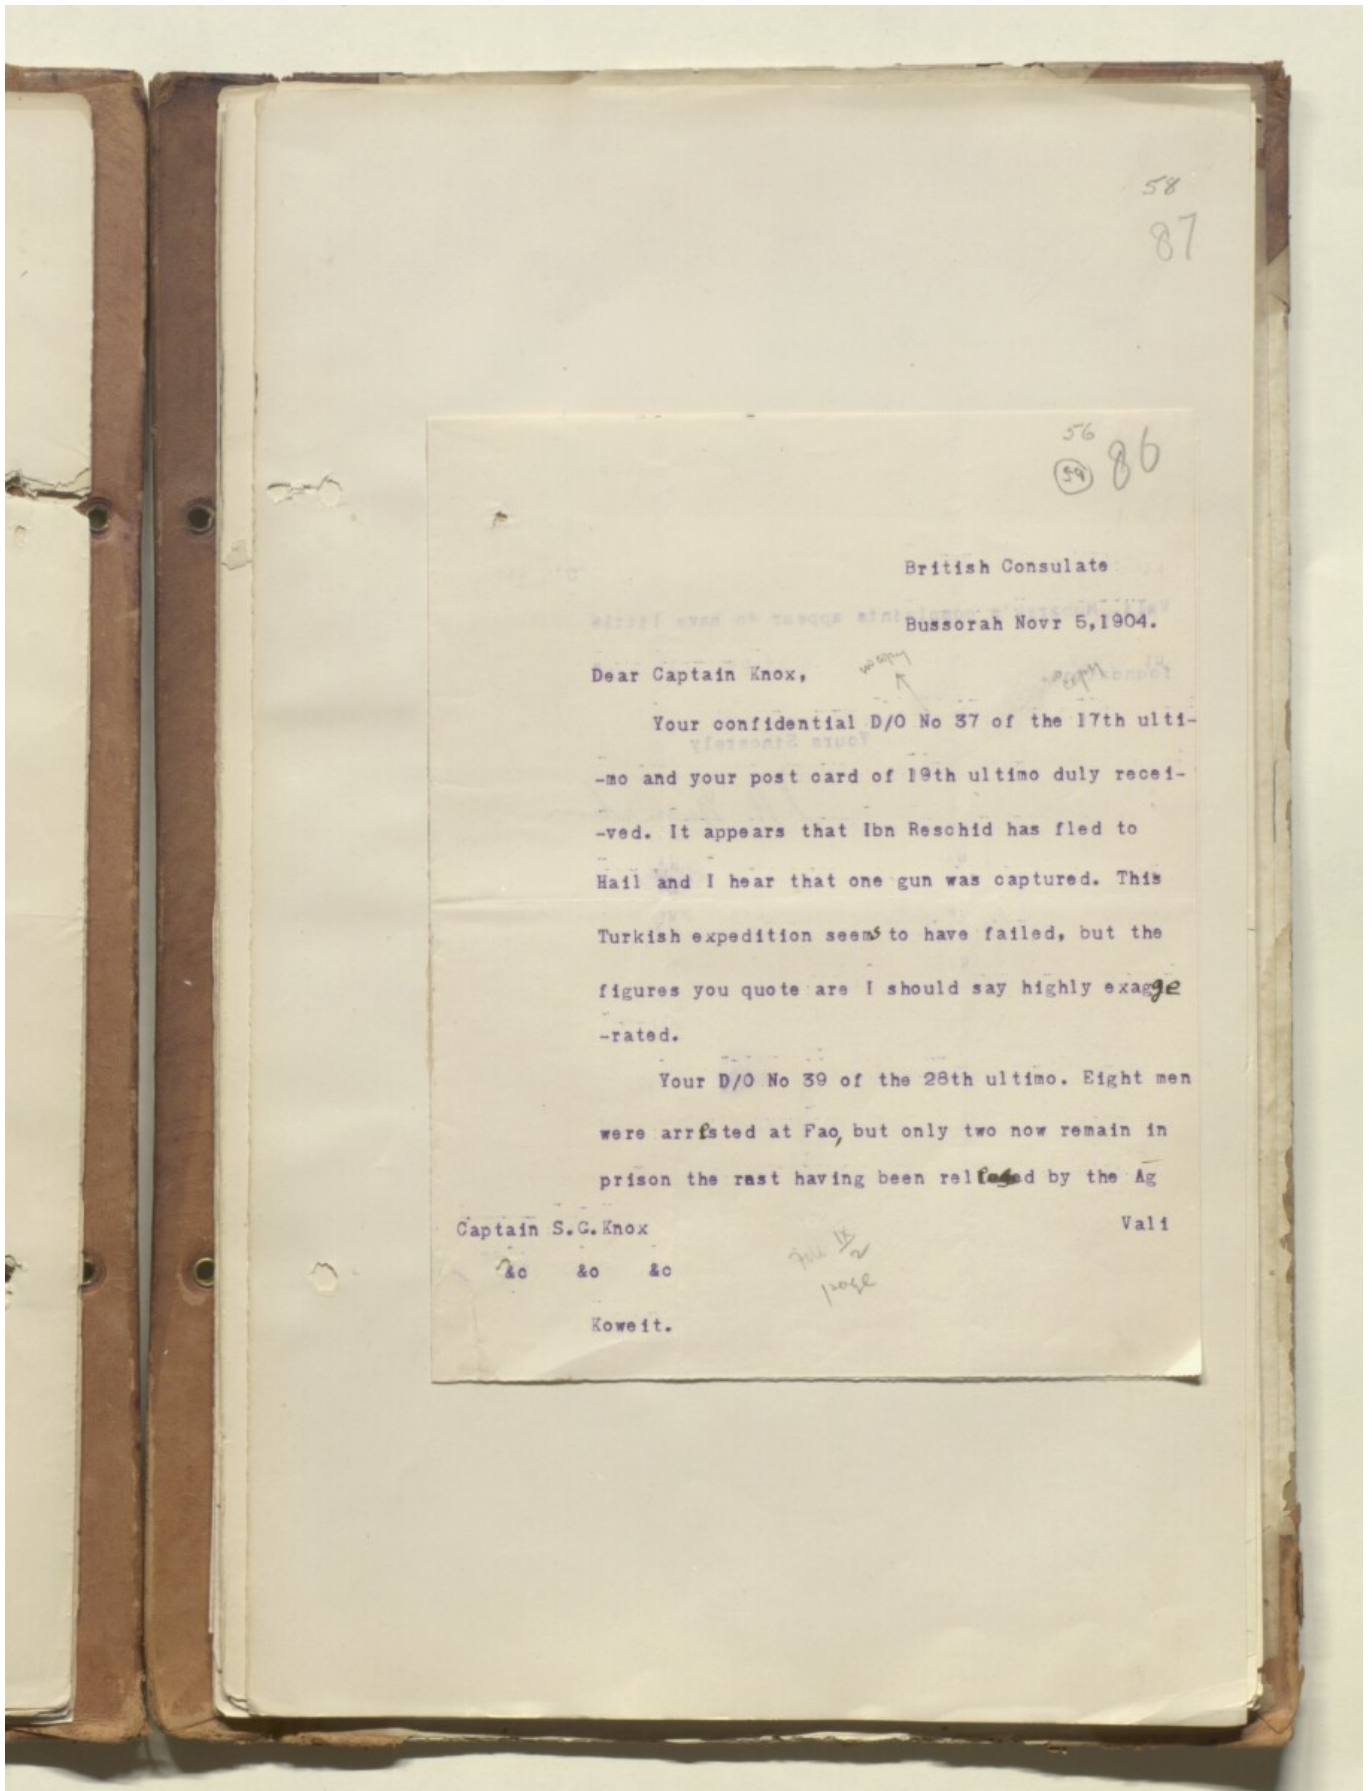 58
87
56
86
British Consulate
Bussorah Novr 5,1904.
Dear Captain Knox,
Your confidential D/O No 37 of the 17th ulti-
-mo and your post card of 19th ultimo duly recei-
-ved. It appears that Ibn Reschid has fled to
Hail and I hear that one gun was captured. This
Turkish expedition seems to have failed, but the
figures you quote are I should say highly exagge
-rated.
Your D/O No 39 of the 28th ultimo. Eight men
were arrested at Fao, but only two now remain in
prison the rest having been released by the Ag
Vali
Captain S.G.Knox
&c &c &c
page
Koweit.